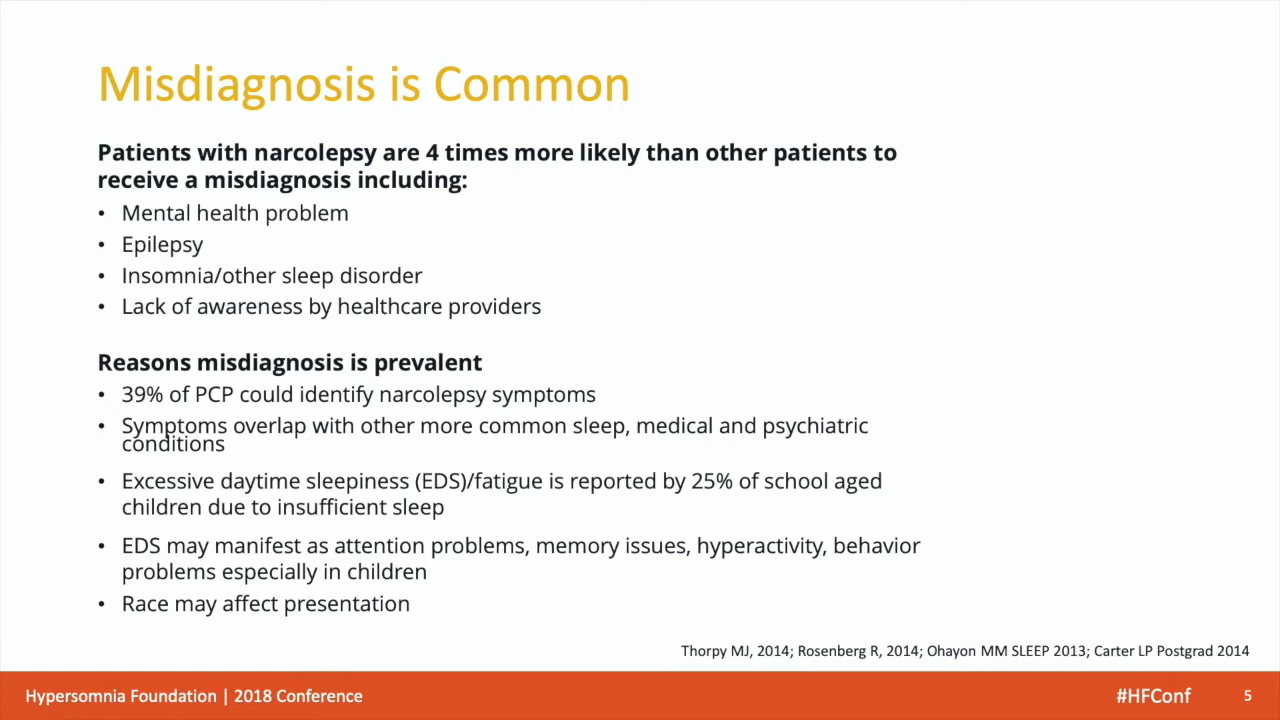 Misdiagnosis is Common
Patients with narcolepsy are 4 times more likely than other patients to
receive a misdiagnosis including:
• Mental health problem
• Epilepsy
• Insomnia/other sleep disorder
• Lack of awareness by healthcare providers
Reasons misdiagnosis is prevalent
• 39% of PCP could identify narcolepsy symptoms
• Symptoms overlap with other more common sleep, medical and psychiatric
conditions
• Excessive daytime sleepiness (EDS)/fatigue is reported by 25% of school aged
children due to insufficient sleep
• EDS may manifest as attention problems, memory issues, hyperactivity, behavior
problems especially in children
• Race may affect presentation
Thorpy MJ, 2014; Rosenberg R, 2014; Ohayon MM SLEEP 2013; Carter LP Postgrad 2014
Hypersomnia Foundation | 2018 Conference
#HFConf
5